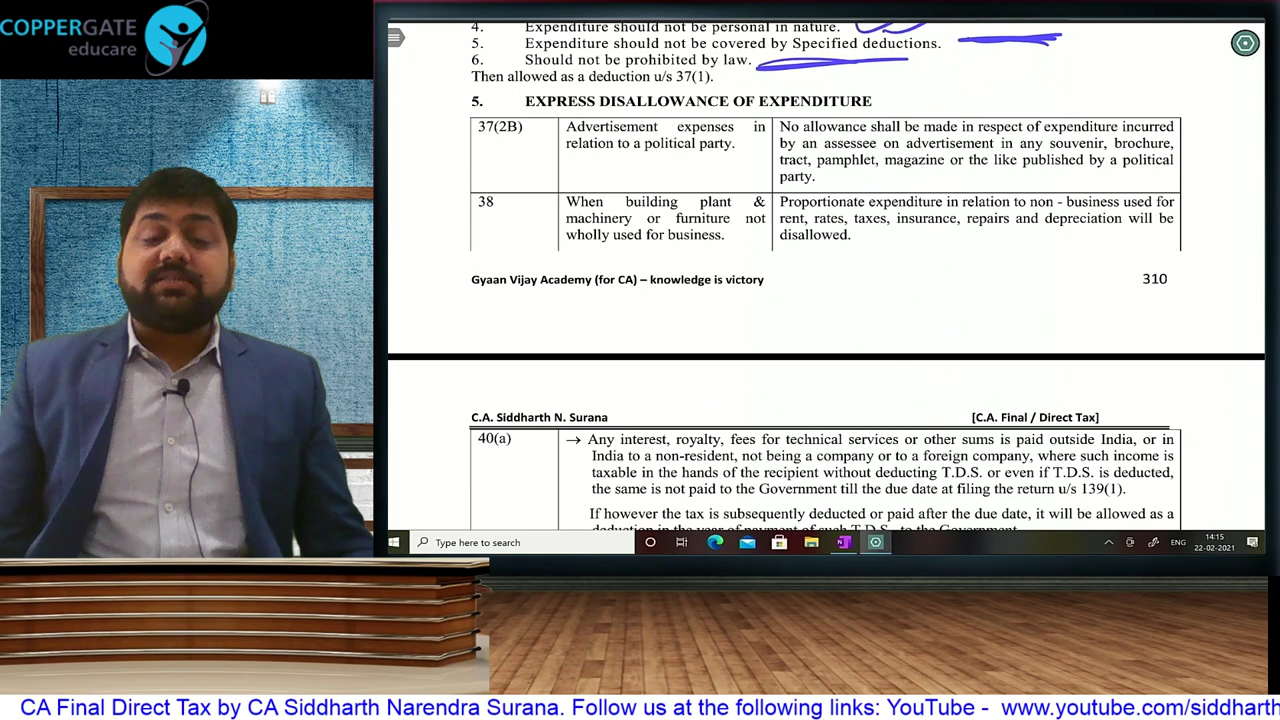 COPPERGATE
educare
4. Expenditure should not be personal in nature.
5. Expenditure should not be covered by Specified deductions.
6. Should not be prohibited by law.
Then allowed as a deduction u/s 37(1).
5. EXPRESS DISALLOWANCE OF EXPENDITURE
37(2B) Advertisement expenses in No allowance shall be made in respect of expenditure incurred
relation to a political party. by an assessee on advertisement in any souvenir, brochure,
tract, pamphlet, magazine or the like published by a political
party.
38 When building plant & Proportionate expenditure in relation to non - business used for
machinery or furniture not rent, rates, taxes, insurance, repairs and depreciation will be
wholly used for business. disallowed.
Gyaan Vijay Academy (for CA) – knowledge is victory 310
C.A. Siddharth N. Surana [C.A. Final / Direct Tax]
40(a) → Any interest, royalty, fees for technical services or other sums is paid outside India, or in
India to a non-resident, not being a company or to a foreign company, where such income is
taxable in the hands of the recipient without deducting T.D.S. or even if T.D.S. is deducted,
the same is not paid to the Government till the due date at filing the return u/s 139(1).
If however the tax is subsequently deducted or paid after the due date, it will be allowed as a
deduction in the year of payment of such T.D.S. to the Government.
Type here to search
ENG
14:15
22-02-2021
CA Final Direct Tax by CA Siddharth Narendra Surana. Follow us at the following links: YouTube - www.youtube.com/siddharth